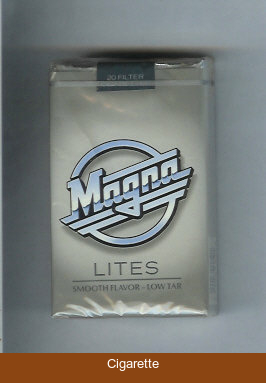 20 FILTER
Magna
LITES
SMOOTH FLAVOR - LOW TAR
Cigarette